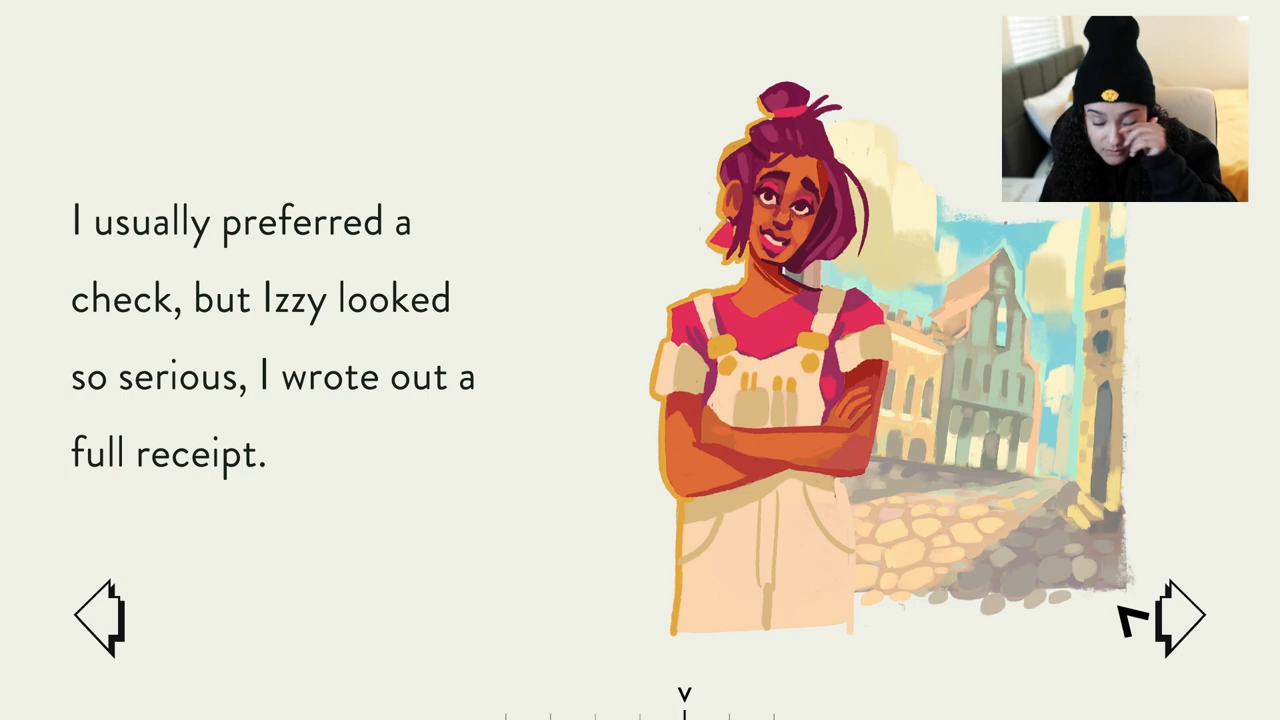 I usually preferred a
check, but Izzy looked
so serious, I wrote out a
full receipt.